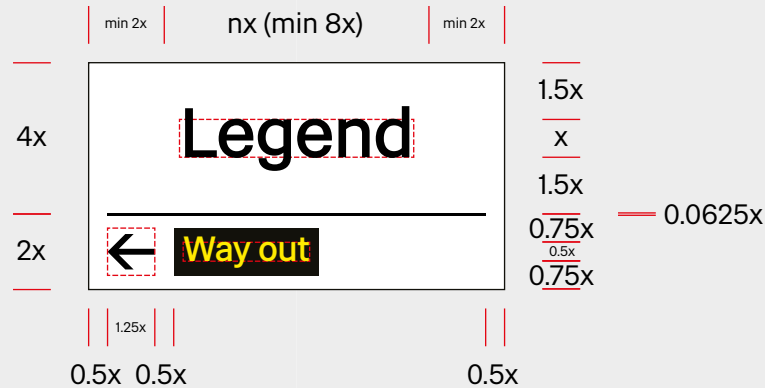 min 2x nx (min 8x) min 2x
1.5x
Legend
4x x
1.5x
0.0625x
0.75x
Way out
2x 0.5x
0.75x
1.25x
0.5x 0.5x 0.5x